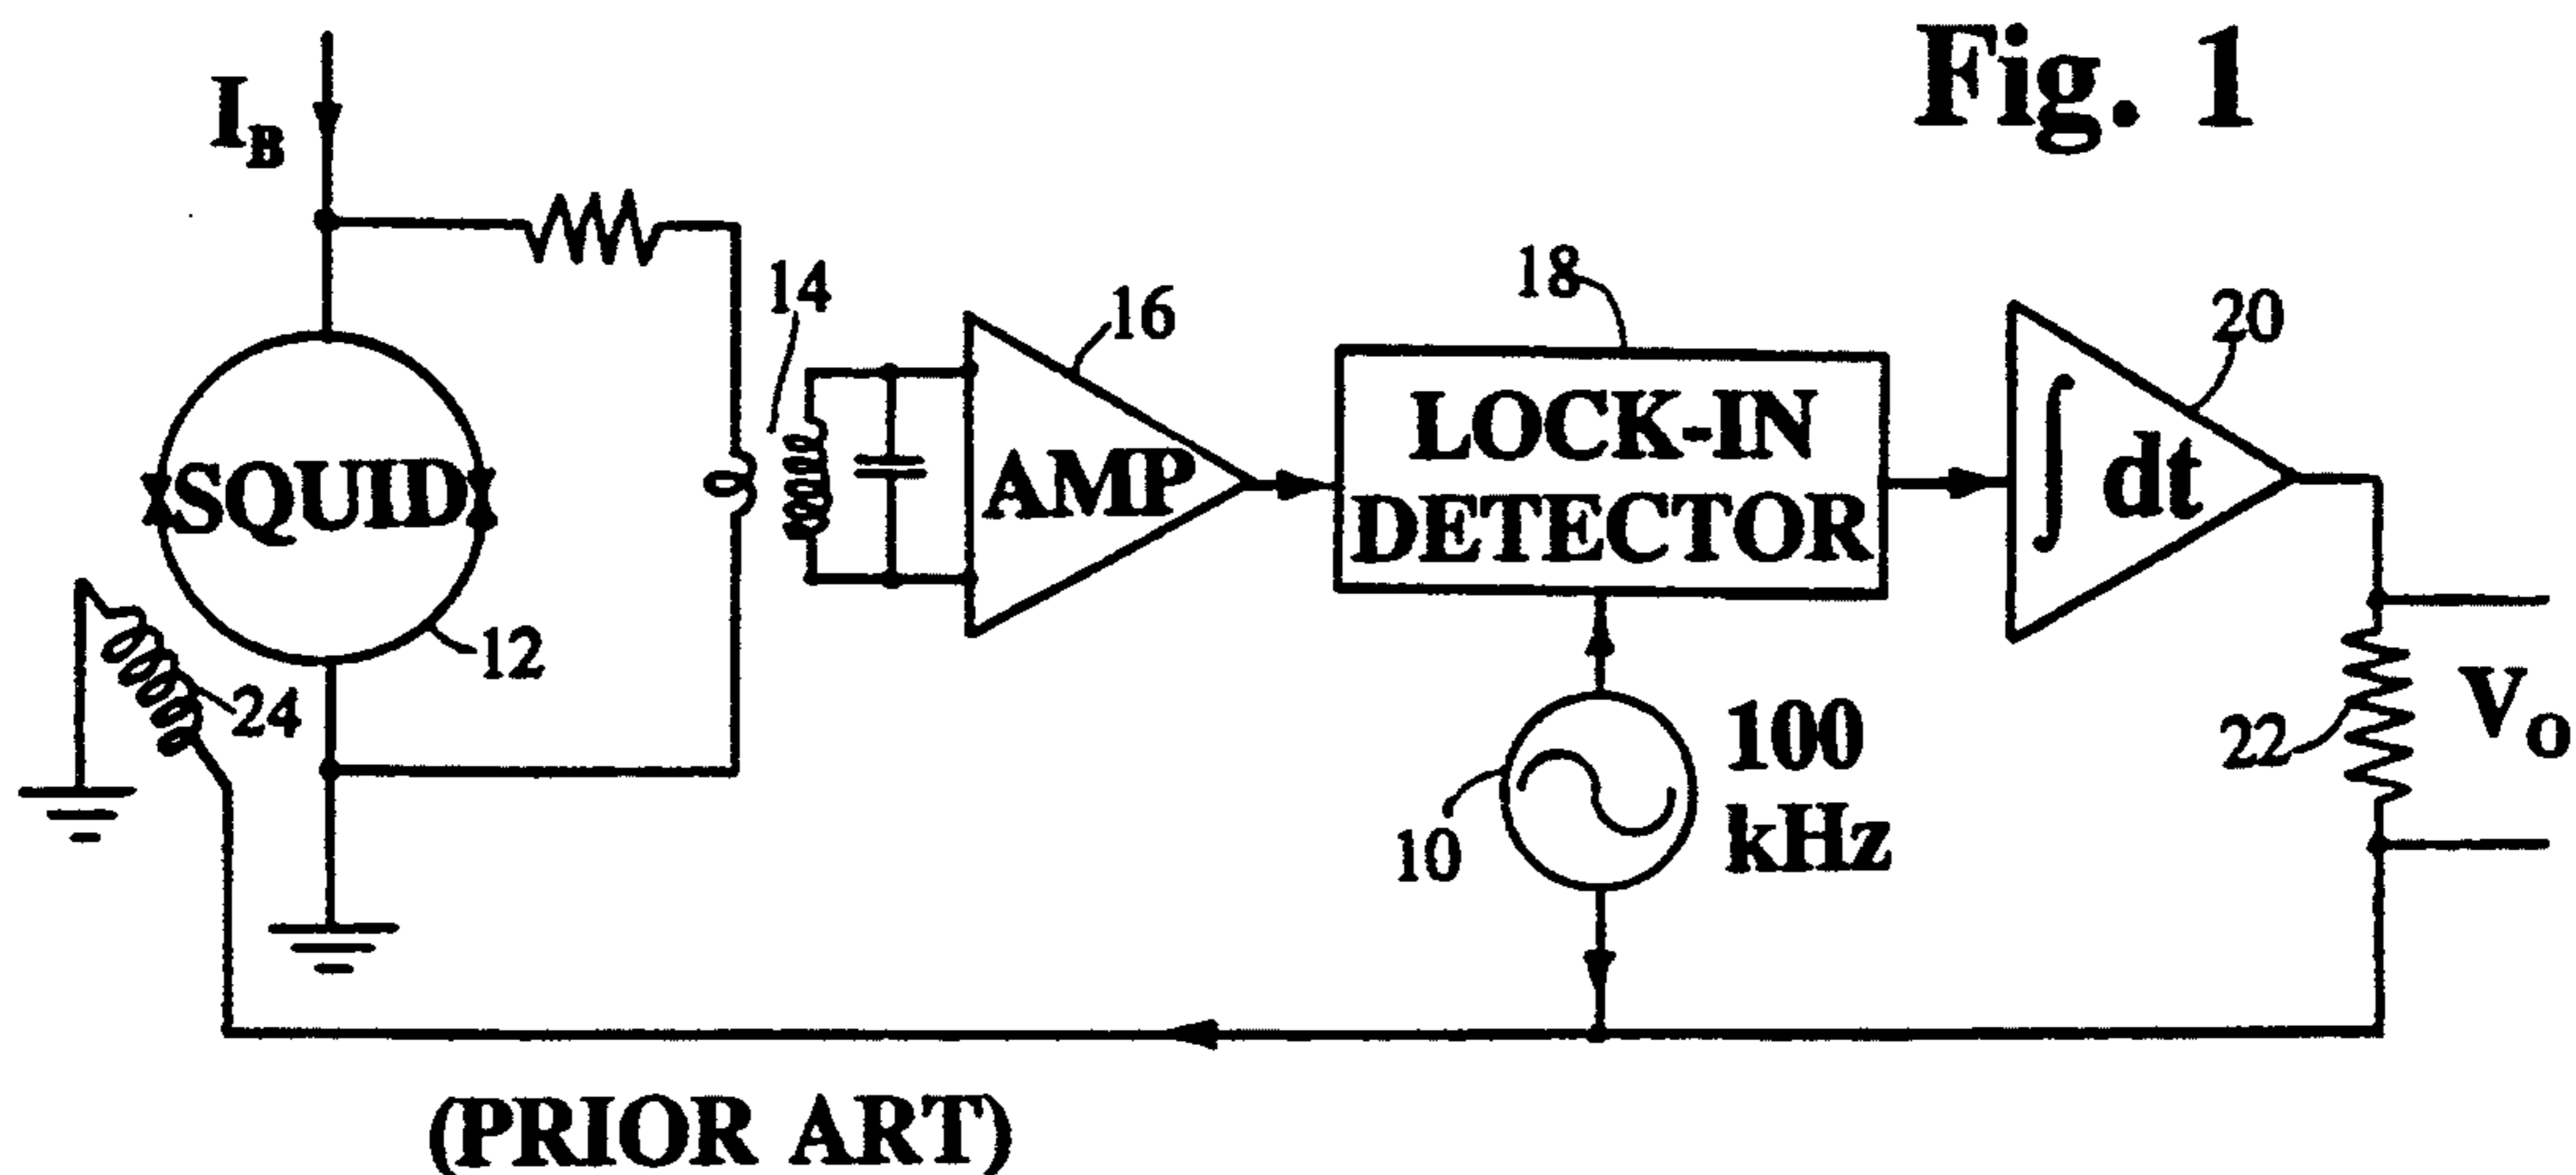 Fig. 1
I_B
14
16
18
20
SQUID
AMP
LOCK-IN
DETECTOR
∫ dt
12
24
10
100
kHz
22
V_O
(PRIOR ART)